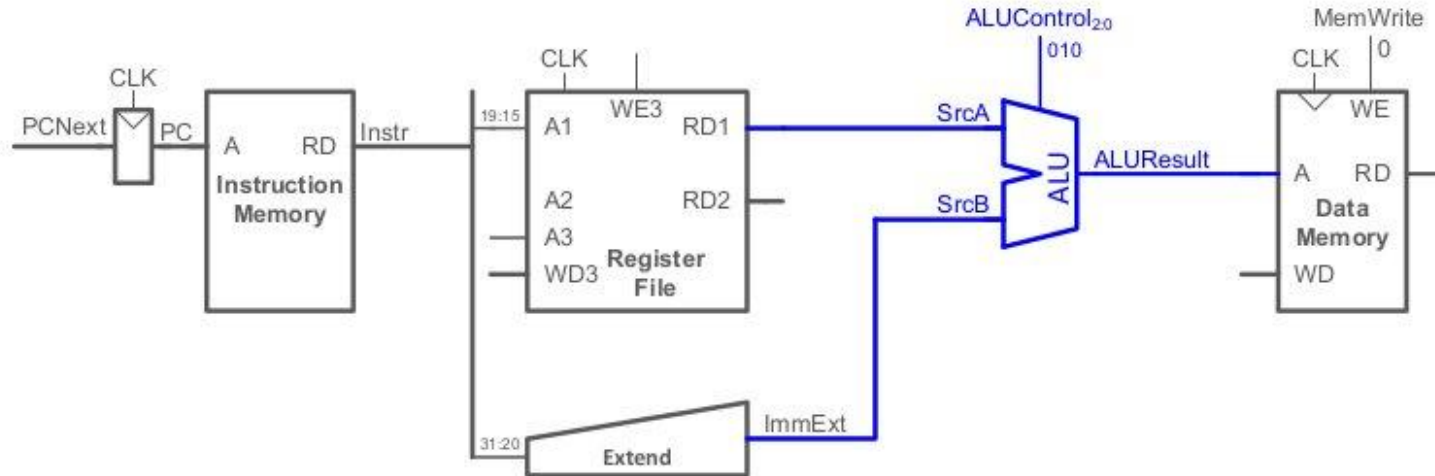 ALUControl2:0
MemWrite
010
0
CLK
CLK
CLK
PCNext
PC
A
RD
Instr
Instruction
Memory
19:15
A1
WE3
RD1
A2
RD2
A3
WD3
Register
File
SrcA
SrcB
ALU
ALUResult
WE
A
RD
Data
Memory
WD
31:20
Extend
ImmExt